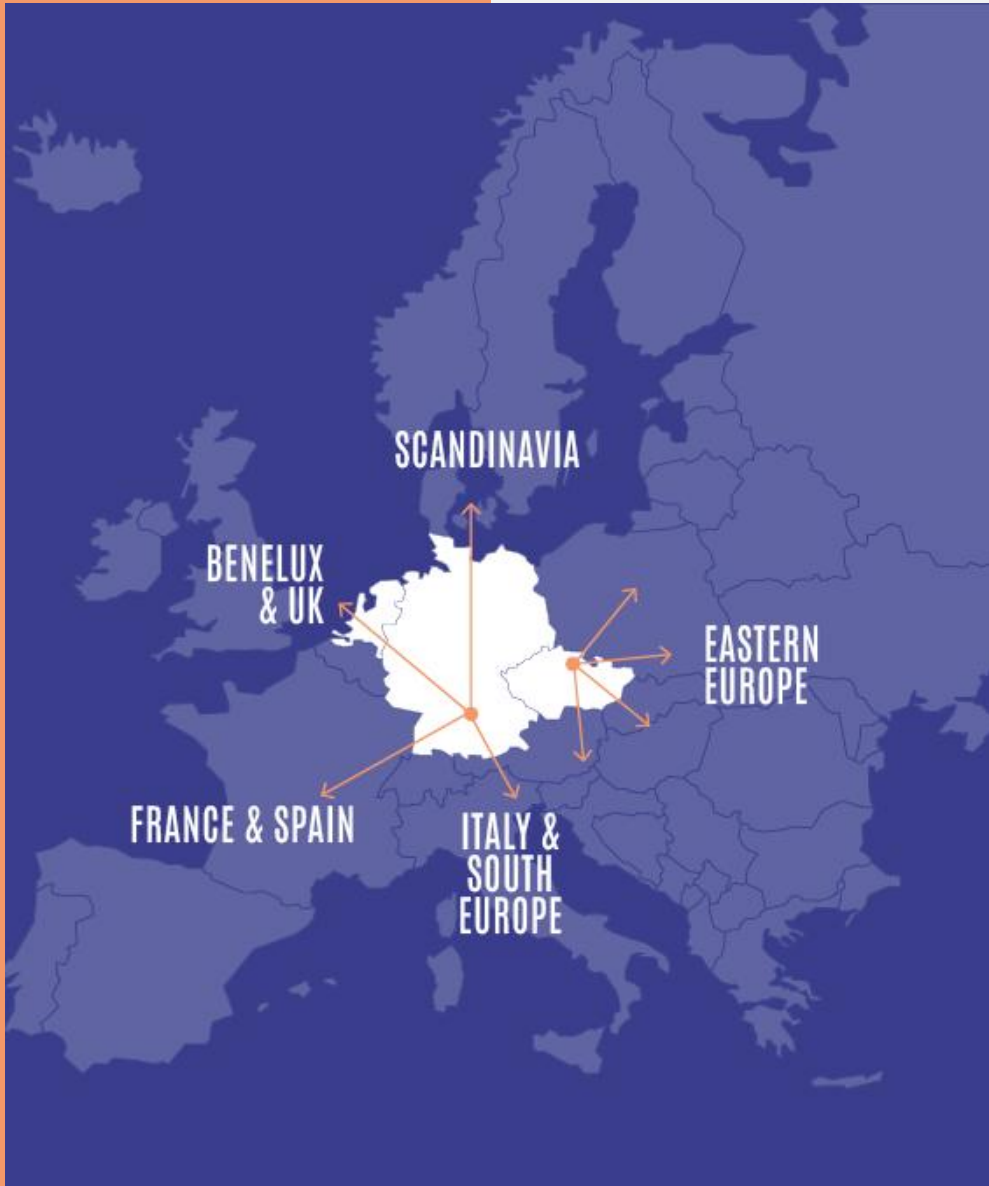 SCANDINAVIA
BENELUX
& UK
EASTERN
EUROPE
FRANCE & SPAIN
ITALY &
SOUTH
EUROPE